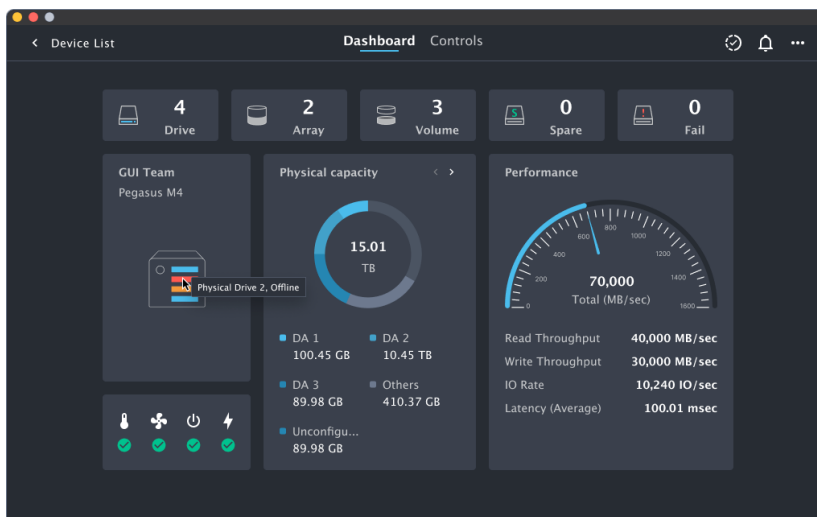 Device List
Dashboard Controls
4
Drive
2
Array
3
Volume
S
0
Spare
!
0
Fail
GUI Team
Pegasus M4
Physical Drive 2, Offline
Physical capacity
15.01
TB
DA 1
100.45 GB
DA 2
10.45 TB
DA 3
89.98 GB
Others
410.37 GB
Unconfigu...
89.98 GB
Performance
0
200
400
600
800
1000
1200
1400
1600
70,000
Total (MB/sec)
Read Throughput 40,000 MB/sec
Write Throughput 30,000 MB/sec
IO Rate 10,240 IO/sec
Latency (Average) 100.01 msec